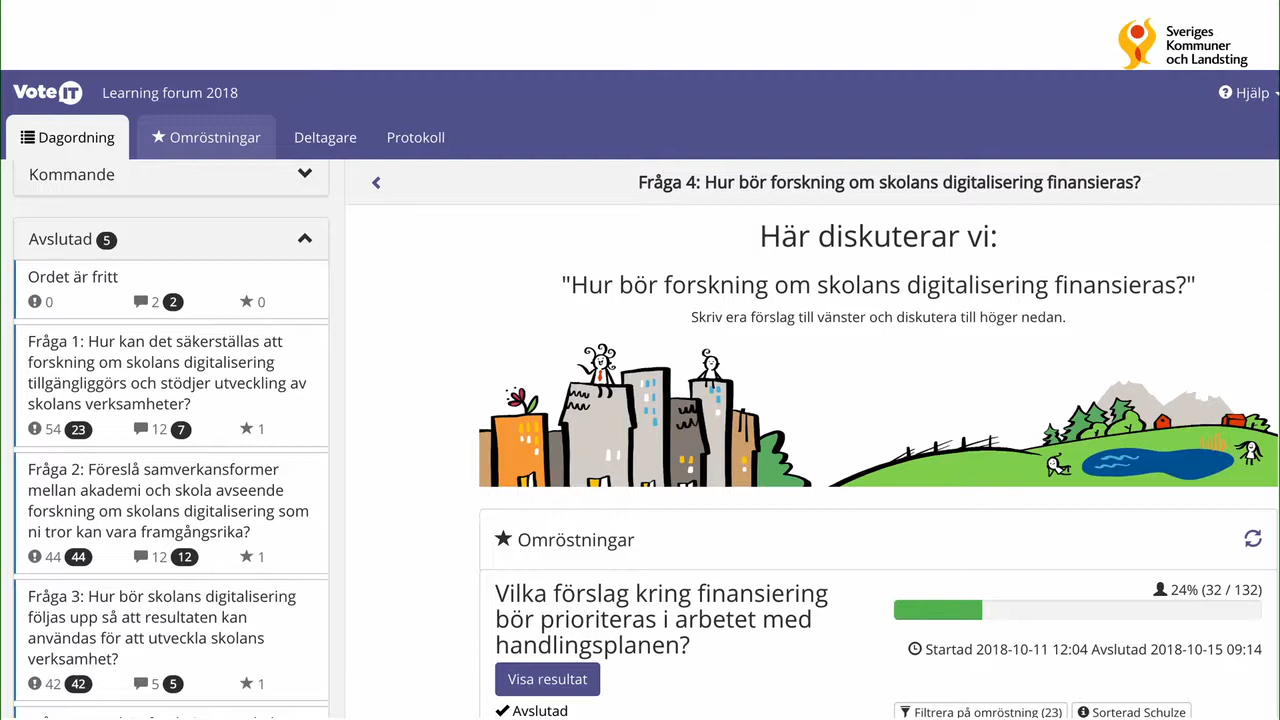 Sveriges
Kommuner
och Landsting
VoteIT
Learning forum 2018
Hjälp
Dagordning
Omröstningar
Deltagare
Protokoll
Kommande
Fråga 4: Hur bör forskning om skolans digitalisering finansieras?
Avslutad 5
Ordet är fritt
0 2 2 0
Fråga 1: Hur kan det säkerställas att
forskning om skolans digitalisering
tillgängliggörs och stödjer utveckling av
skolans verksamheter?
54 23 12 7 1
Fråga 2: Föreslå samverkansformer
mellan akademi och skola avseende
forskning om skolans digitalisering som
ni tror kan vara framgångsrika?
44 44 12 12 1
Fråga 3: Hur bör skolans digitalisering
följas upp så att resultaten kan
användas för att utveckla skolans
verksamhet?
42 42 5 5 1
Här diskuterar vi:
"Hur bör forskning om skolans digitalisering finansieras?"
Skriv era förslag till vänster och diskutera till höger nedan.
Omröstningar
Vilka förslag kring finansiering
bör prioriteras i arbetet med
handlingsplanen?
24% (32 / 132)
Startad 2018-10-11 12:04 Avslutad 2018-10-15 09:14
Visa resultat
Avslutad
Filtrera på omröstning (23)
Sorterad Schulze